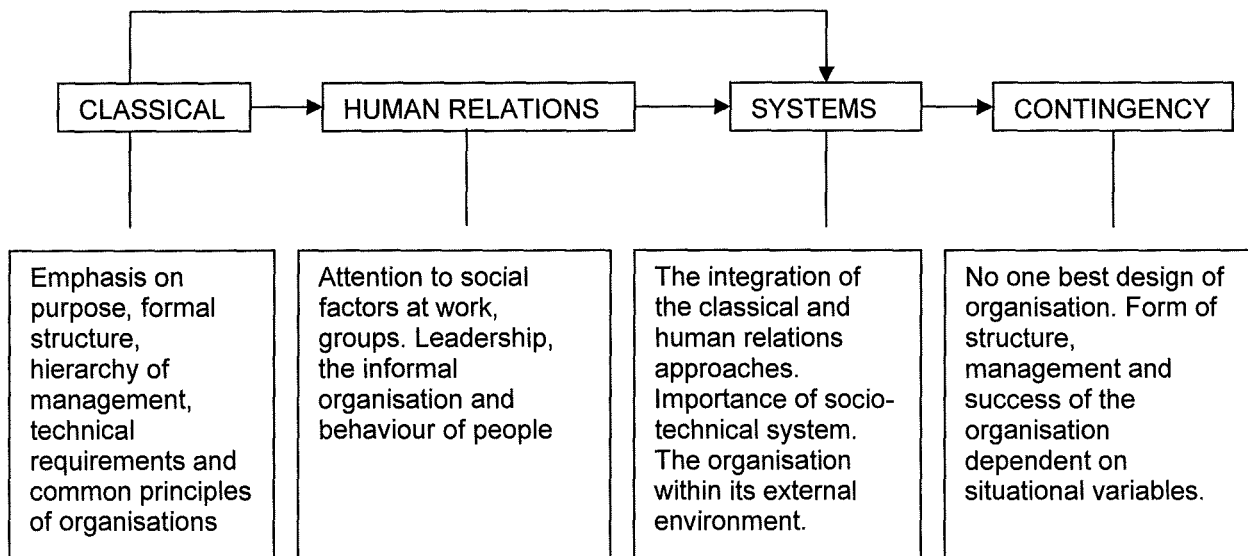 CLASSICAL
HUMAN RELATIONS
SYSTEMS
CONTINGENCY
Emphasis on
purpose, formal
structure,
hierarchy of
management,
technical
requirements and
common principles
of organisations
Attention to social
factors at work,
groups. Leadership,
the informal
organisation and
behaviour of people
The integration of
the classical and
human relations
approaches.
Importance of socio-
technical system.
The organisation
within its external
environment.
No one best design of
organisation. Form of
structure,
management and
success of the
organisation
dependent on
situational variables.